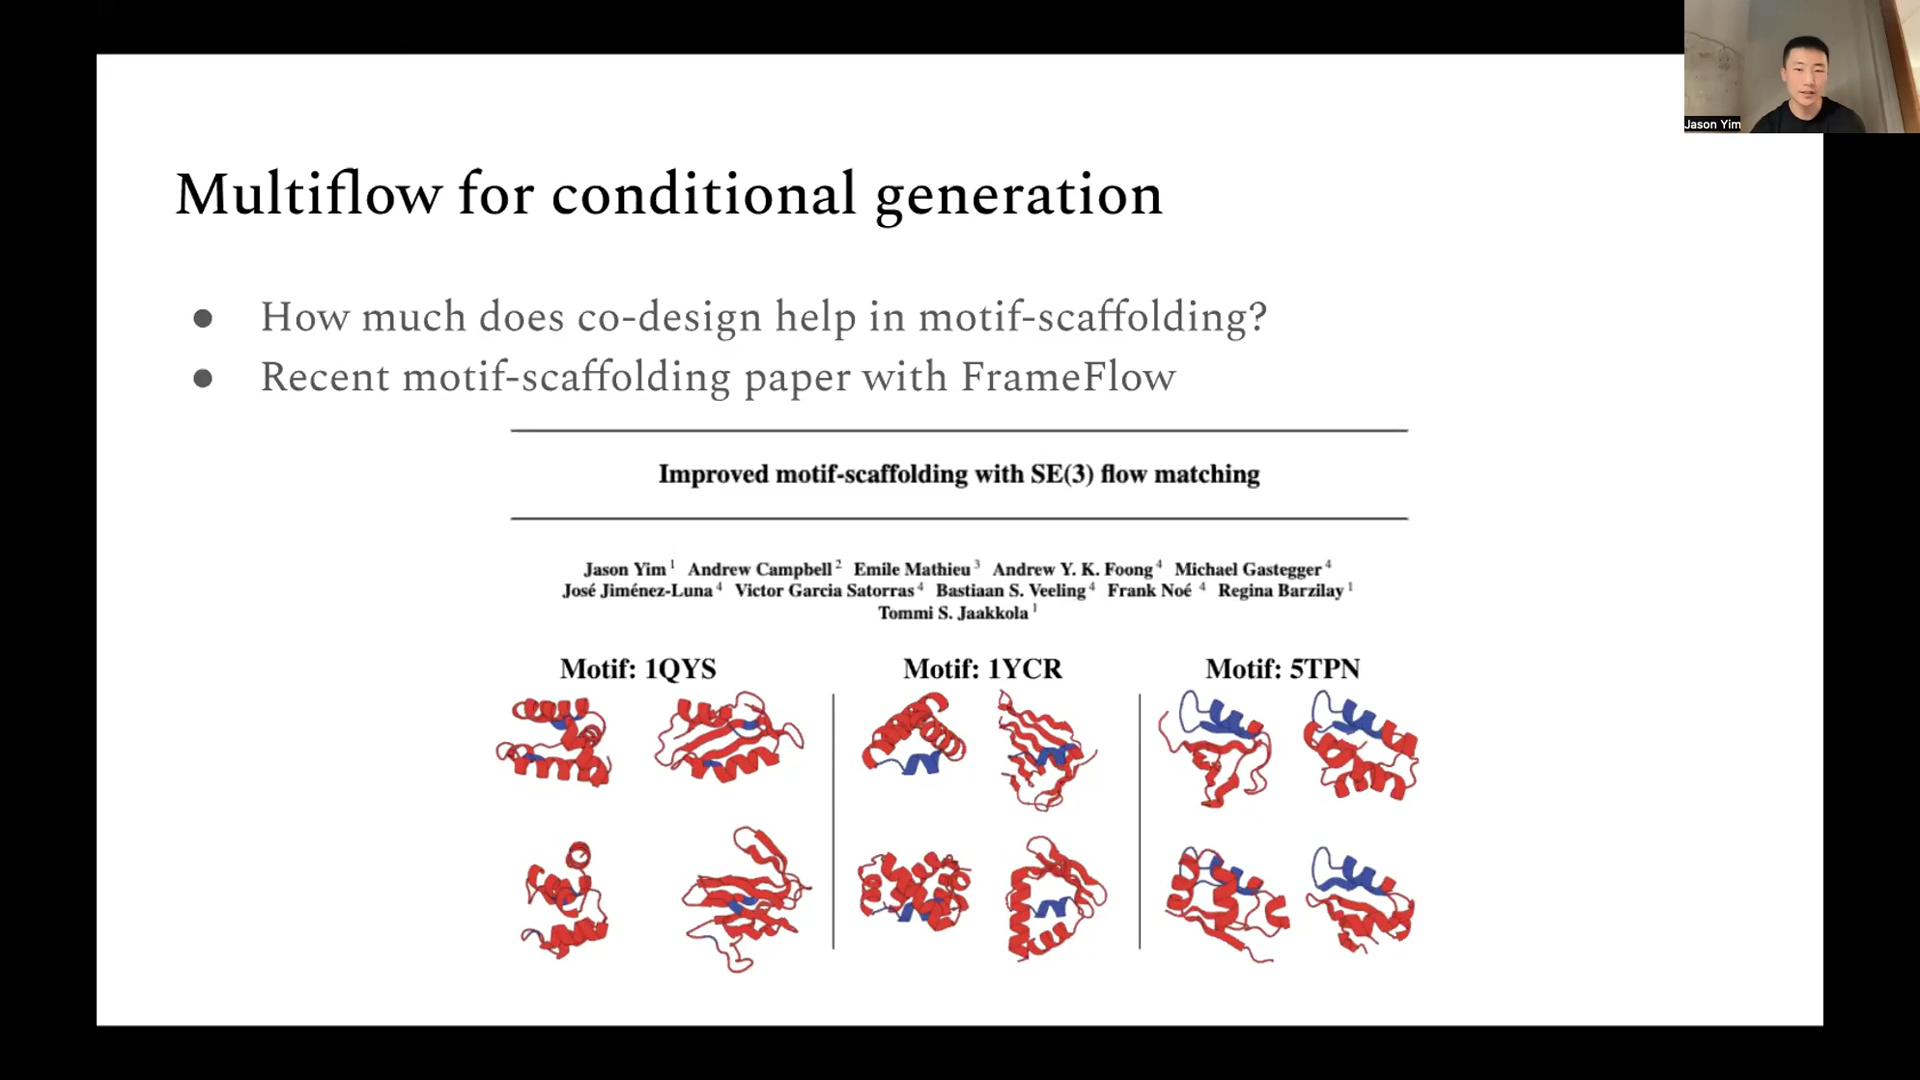 Jason Yim
Multiflow for conditional generation
● How much does co-design help in motif-scaffolding?
● Recent motif-scaffolding paper with FrameFlow
Improved motif-scaffolding with SE(3) flow matching
Jason Yim 1 Andrew Campbell 2 Emile Mathieu 3 Andrew Y. K. Foong 4 Michael Gastegger 4
José Jiménez-Luna 4 Victor Garcia Satorras 4 Bastiaan S. Veeling 4 Frank Noé 4 Regina Barzilay 1
Tommi S. Jaakkola 1
Motif: 1QYS Motif: 1YCR Motif: 5TPN